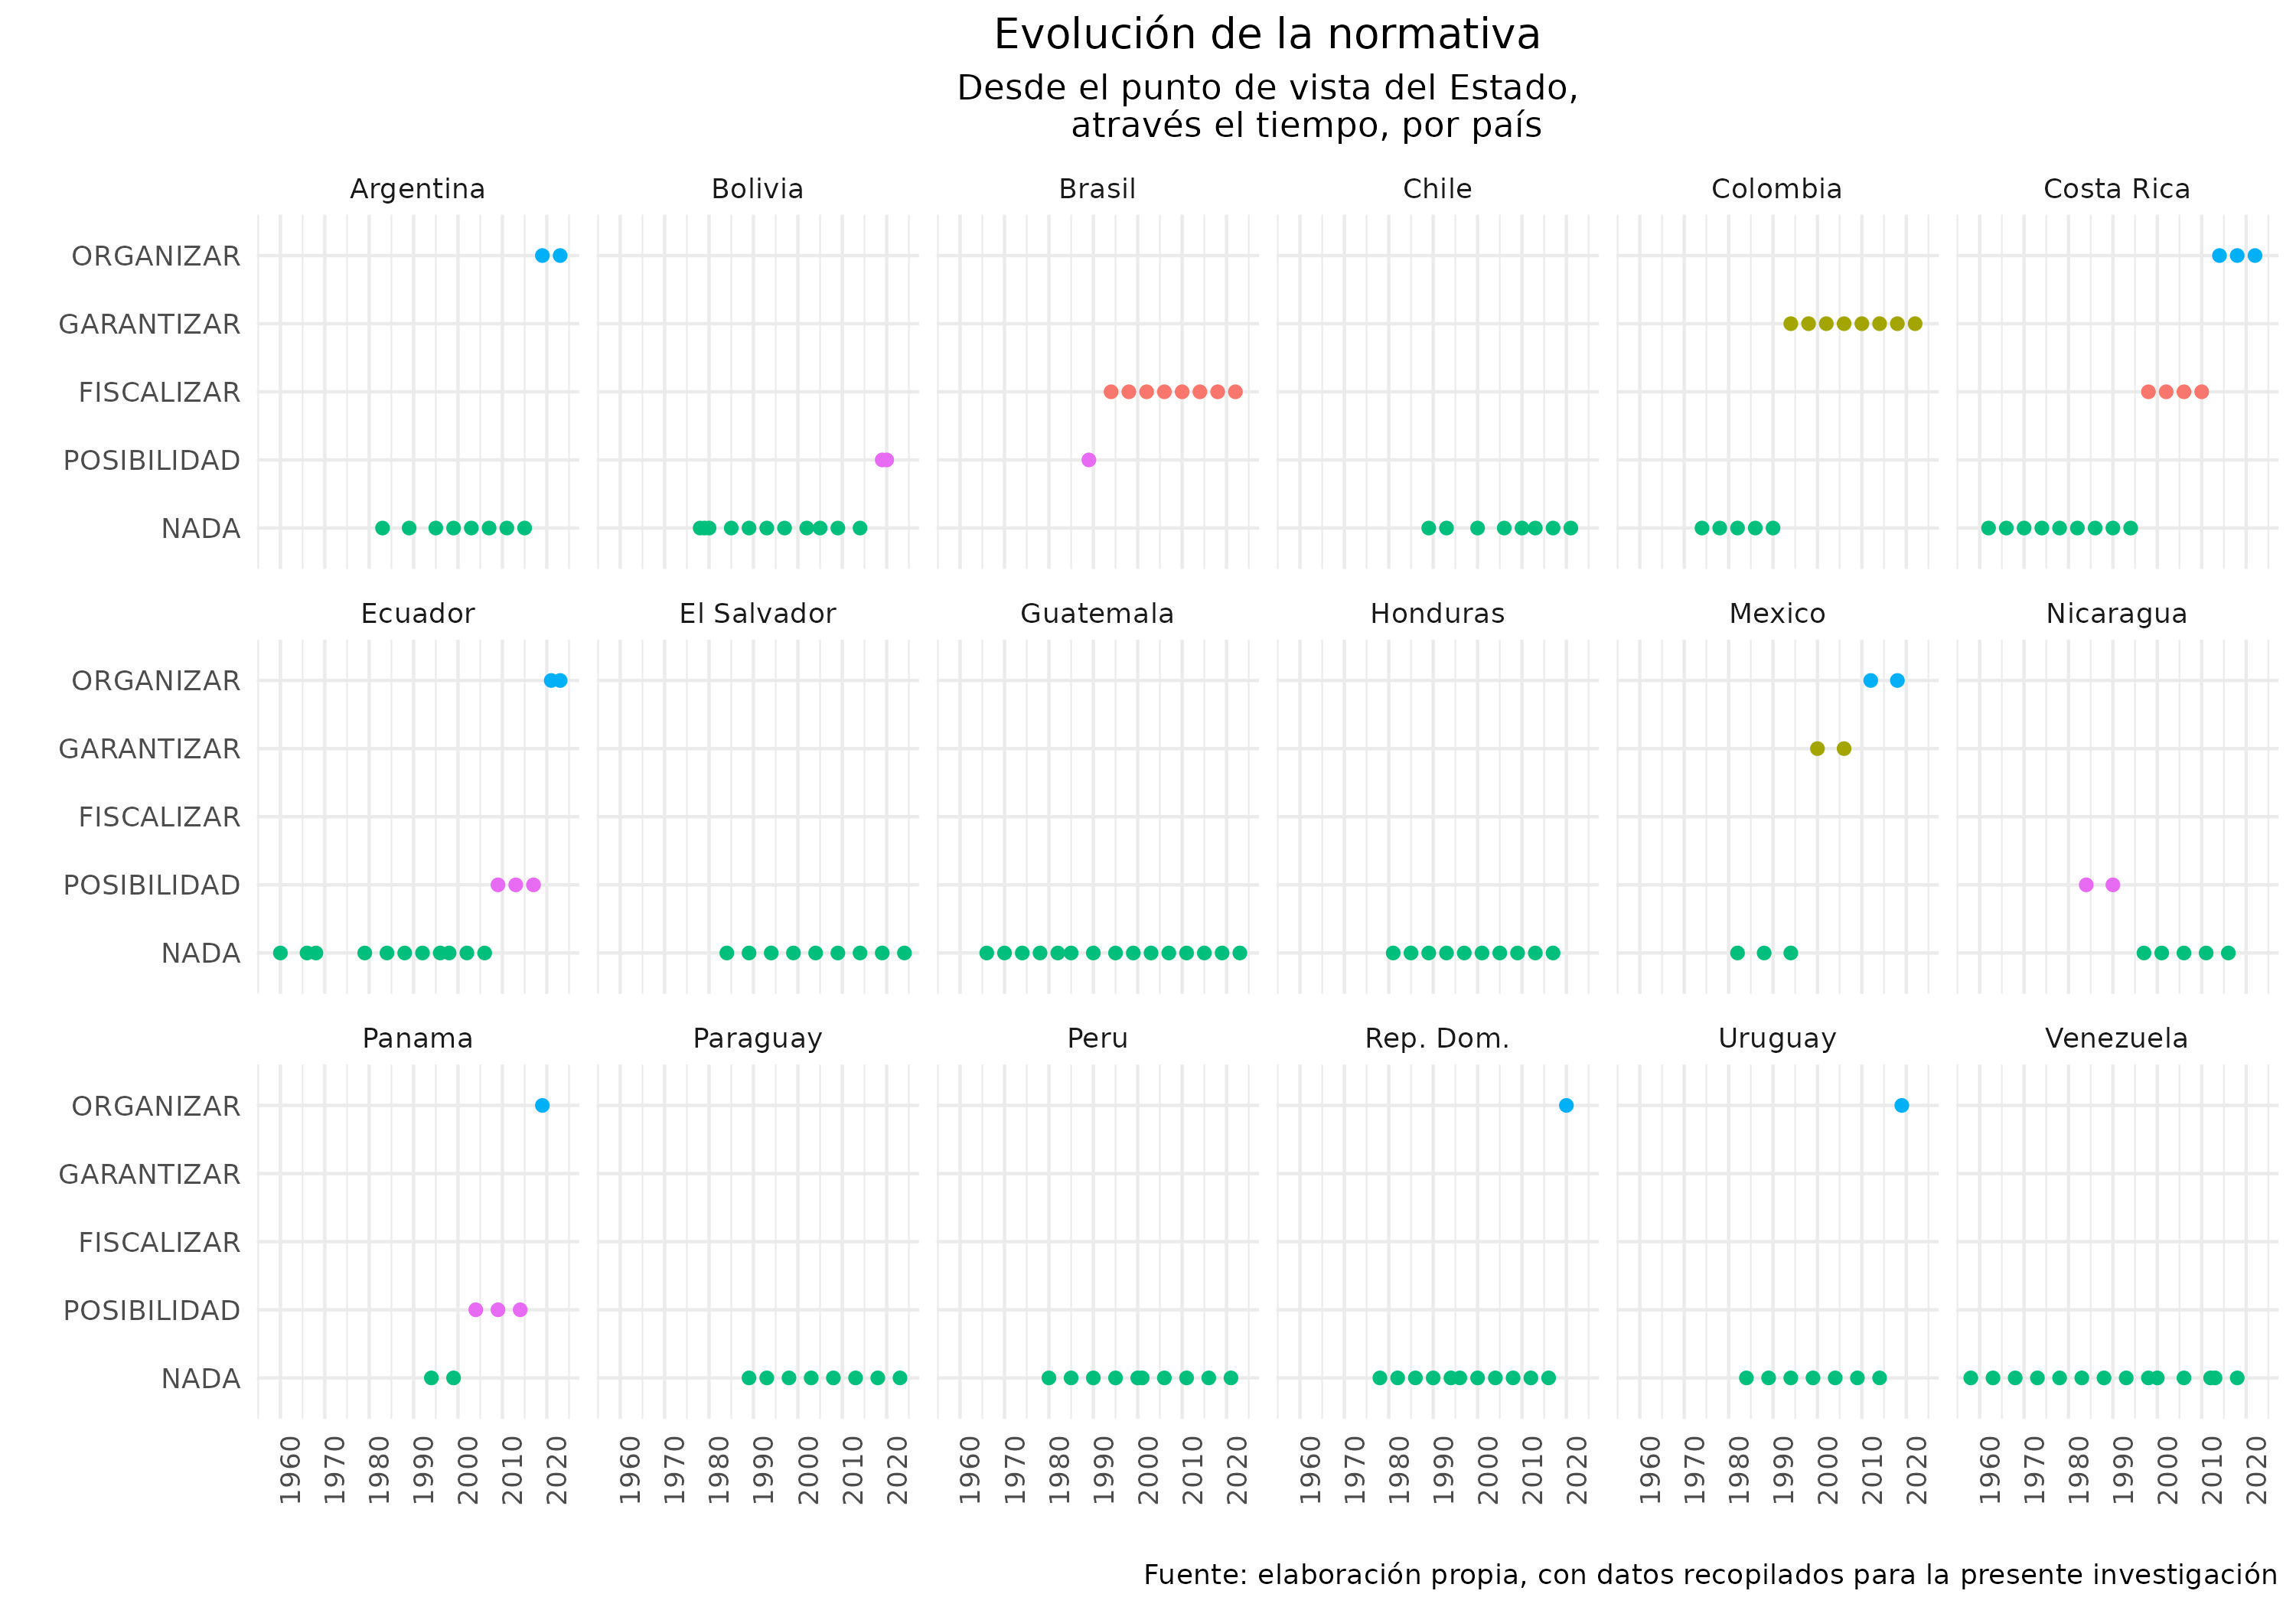 Evolución de la normativa
Desde el punto de vista del Estado,
através el tiempo, por país
Argentina Bolivia Brasil Chile Colombia Costa Rica
ORGANIZAR
GARANTIZAR
FISCALIZAR
POSIBILIDAD
NADA
Ecuador El Salvador Guatemala Honduras Mexico Nicaragua
ORGANIZAR
GARANTIZAR
FISCALIZAR
POSIBILIDAD
NADA
Panama Paraguay Peru Rep. Dom. Uruguay Venezuela
ORGANIZAR
GARANTIZAR
FISCALIZAR
POSIBILIDAD
NADA
1960 1970 1980 1990 2000 2010 2020 1960 1970 1980 1990 2000 2010 2020 1960 1970 1980 1990 2000 2010 2020 1960 1970 1980 1990 2000 2010 2020 1960 1970 1980 1990 2000 2010 2020 1960 1970 1980 1990 2000 2010 2020
Fuente: elaboración propia, con datos recopilados para la presente investigación